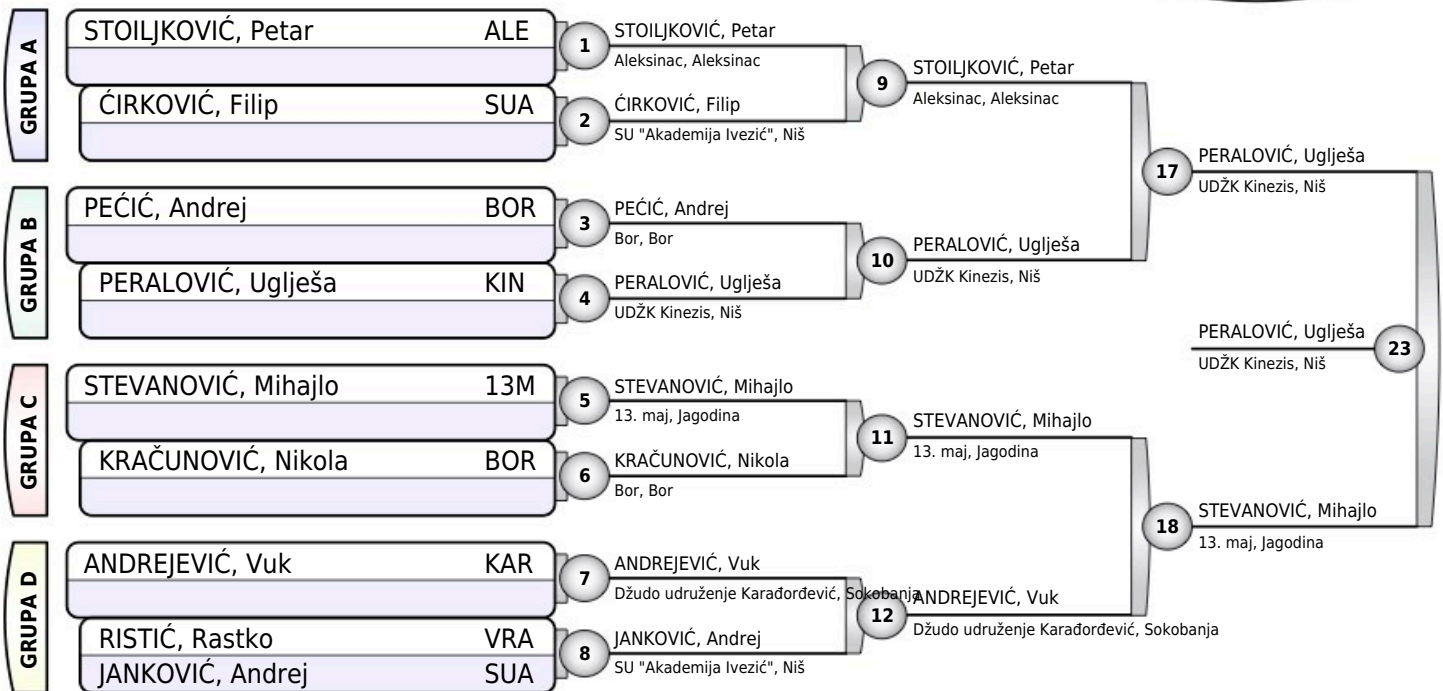 GRUPA A
STOILJKOVIĆ, Petar ALE
ĆIRKOVIĆ, Filip SUA
1
STOILJKOVIĆ, Petar
Aleksinac, Aleksinac
2
ĆIRKOVIĆ, Filip
SU "Akademija Ivezić", Niš
9
STOILJKOVIĆ, Petar
Aleksinac, Aleksinac
GRUPA B
PEĆIĆ, Andrej BOR
PERALOVIĆ, Uglješa KIN
3
PEĆIĆ, Andrej
Bor, Bor
4
PERALOVIĆ, Uglješa
UDŽK Kinezis, Niš
10
PERALOVIĆ, Uglješa
UDŽK Kinezis, Niš
17
PERALOVIĆ, Uglješa
UDŽK Kinezis, Niš
PERALOVIĆ, Uglješa
UDŽK Kinezis, Niš
23
GRUPA C
STEVANOVIĆ, Mihajlo 13M
KRAČUNOVIĆ, Nikola BOR
5
STEVANOVIĆ, Mihajlo
13. maj, Jagodina
6
KRAČUNOVIĆ, Nikola
Bor, Bor
11
STEVANOVIĆ, Mihajlo
13. maj, Jagodina
18
STEVANOVIĆ, Mihajlo
13. maj, Jagodina
GRUPA D
ANDREJEVIĆ, Vuk KAR
RISTIĆ, Rastko VRA
JANKOVIĆ, Andrej SUA
7
ANDREJEVIĆ, Vuk
Džudo udruženje Karađorđević, Sokobanja
8
JANKOVIĆ, Andrej
SU "Akademija Ivezić", Niš
12
ANDREJEVIĆ, Vuk
Džudo udruženje Karađorđević, Sokobanja